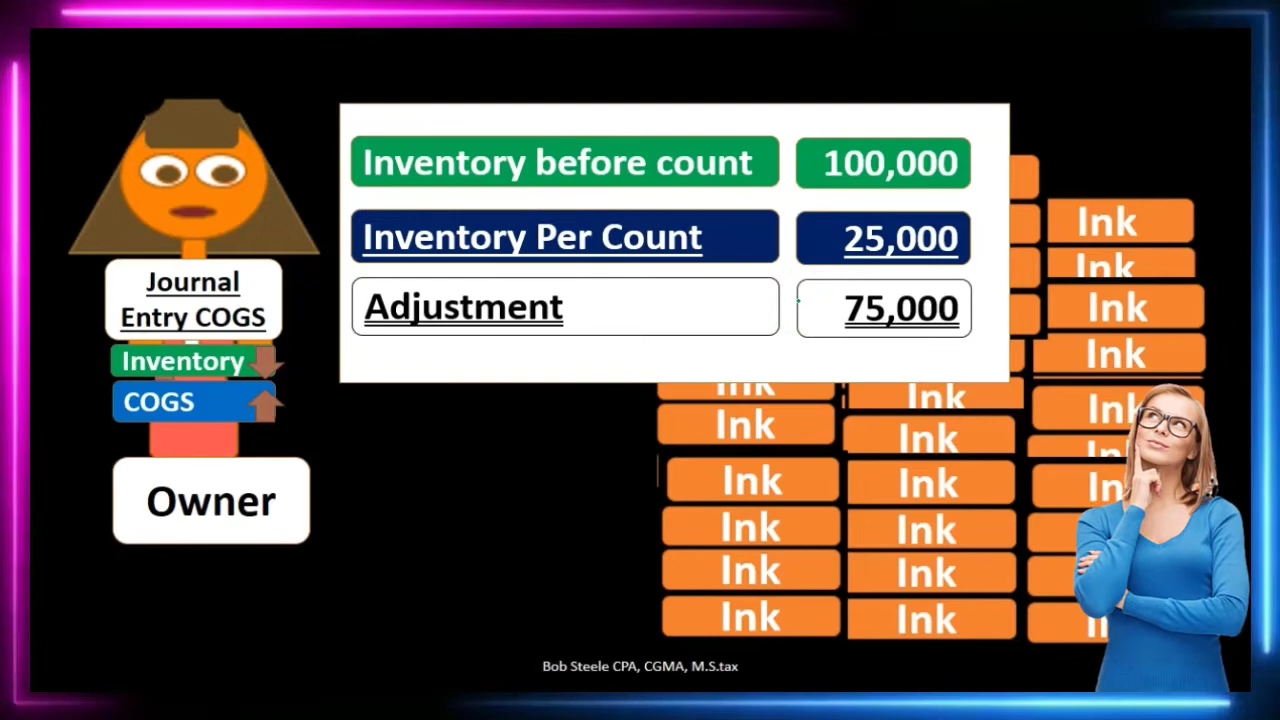 Inventory before count 100,000
Inventory Per Count 25,000
Adjustment 75,000
Journal
Entry COGS
Inventory
COGS
Owner
Ink
Ink
Ink
Ink
Ink Ink
Ink Ink Ink
Ink Ink
Ink Ink
Ink Ink
Ink Ink
Bob Steele CPA, CGMA, M.S.tax